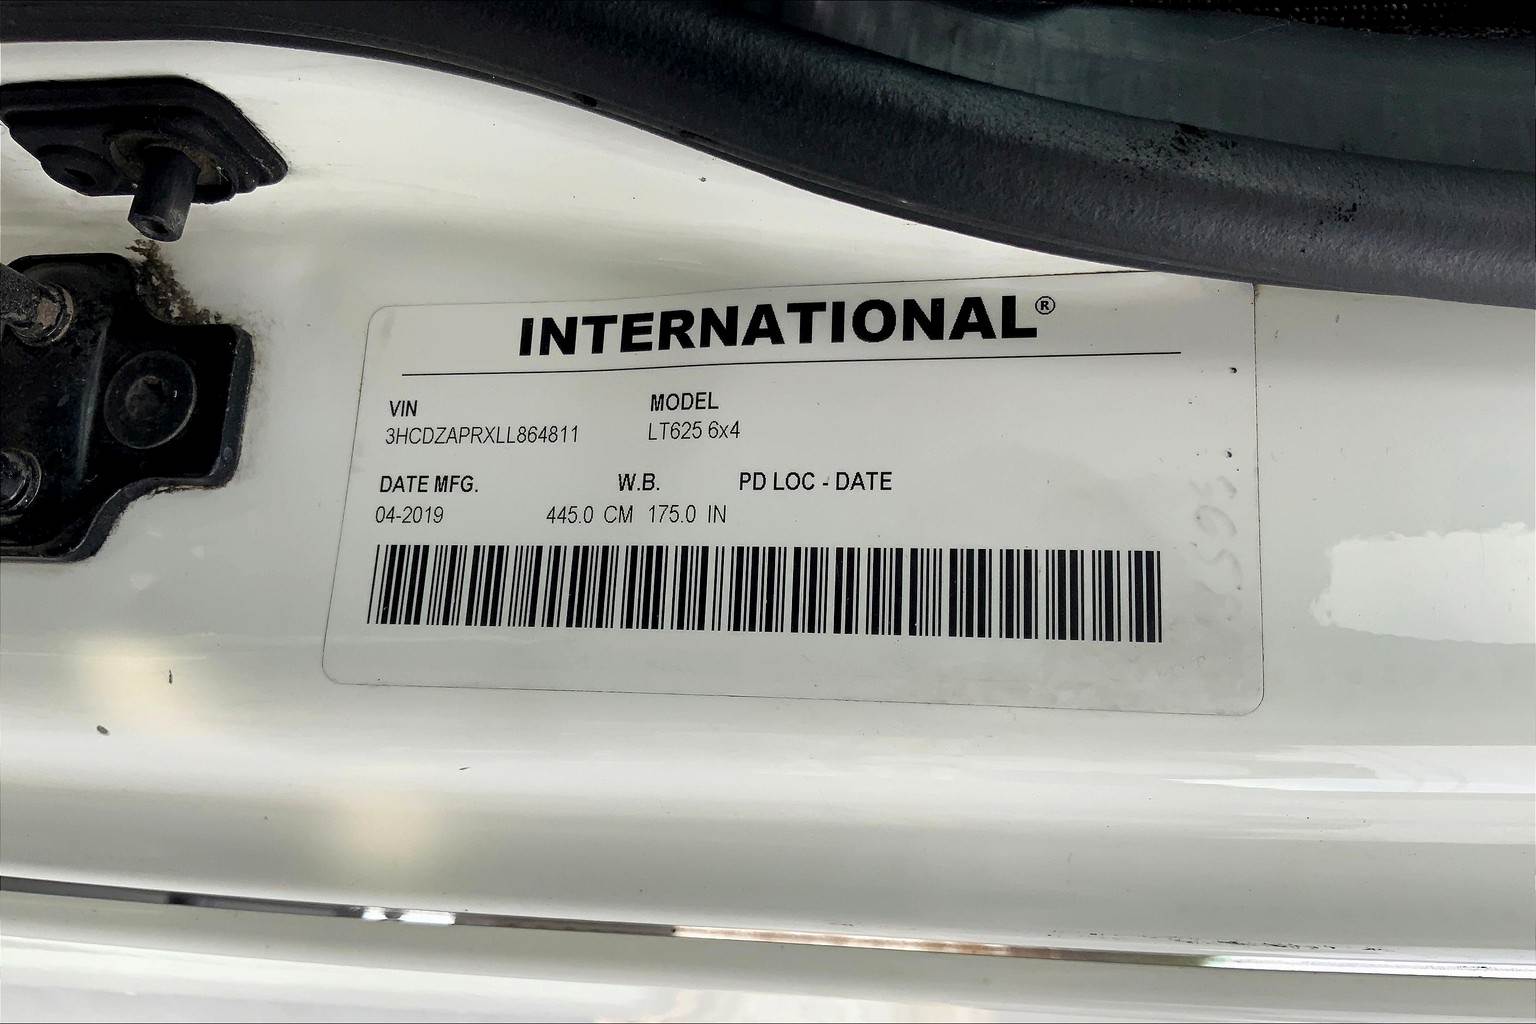 INTERNATIONAL®
VIN MODEL
3HCDZAPRXLL864811 LT625 6x4
DATE MFG. W.B. PD LOC - DATE
04-2019 445.0 CM 175.0 IN